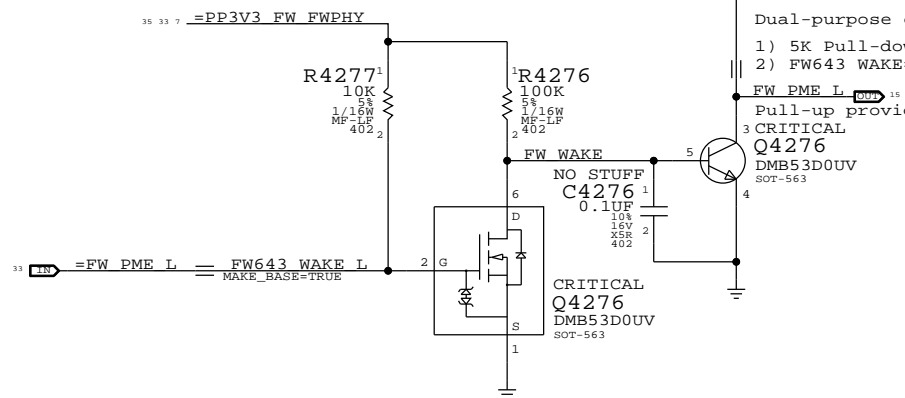 35 33 7 =PP3V3_FW_FWPHY
Dual-purpose
1) 5K Pull-dow
2) FW643 WAKE
R4277 1
10K
5%
1/16W
MF-LF
402
2
1 R4276
100K
5%
1/16W
MF-LF
402
2
FW_PME_L OUT 15
Pull-up provi
3 CRITICAL
Q4276
DMB53D0UV
SOT-563
4
FW_WAKE 5
NO STUFF
C4276 1
0.1UF
10%
16V
X5R
402
2
6
D
33 IN =FW_PME_L FW643_WAKE_L 2 G
MAKE_BASE=TRUE
CRITICAL
Q4276
DMB53D0UV
SOT-563
S
1